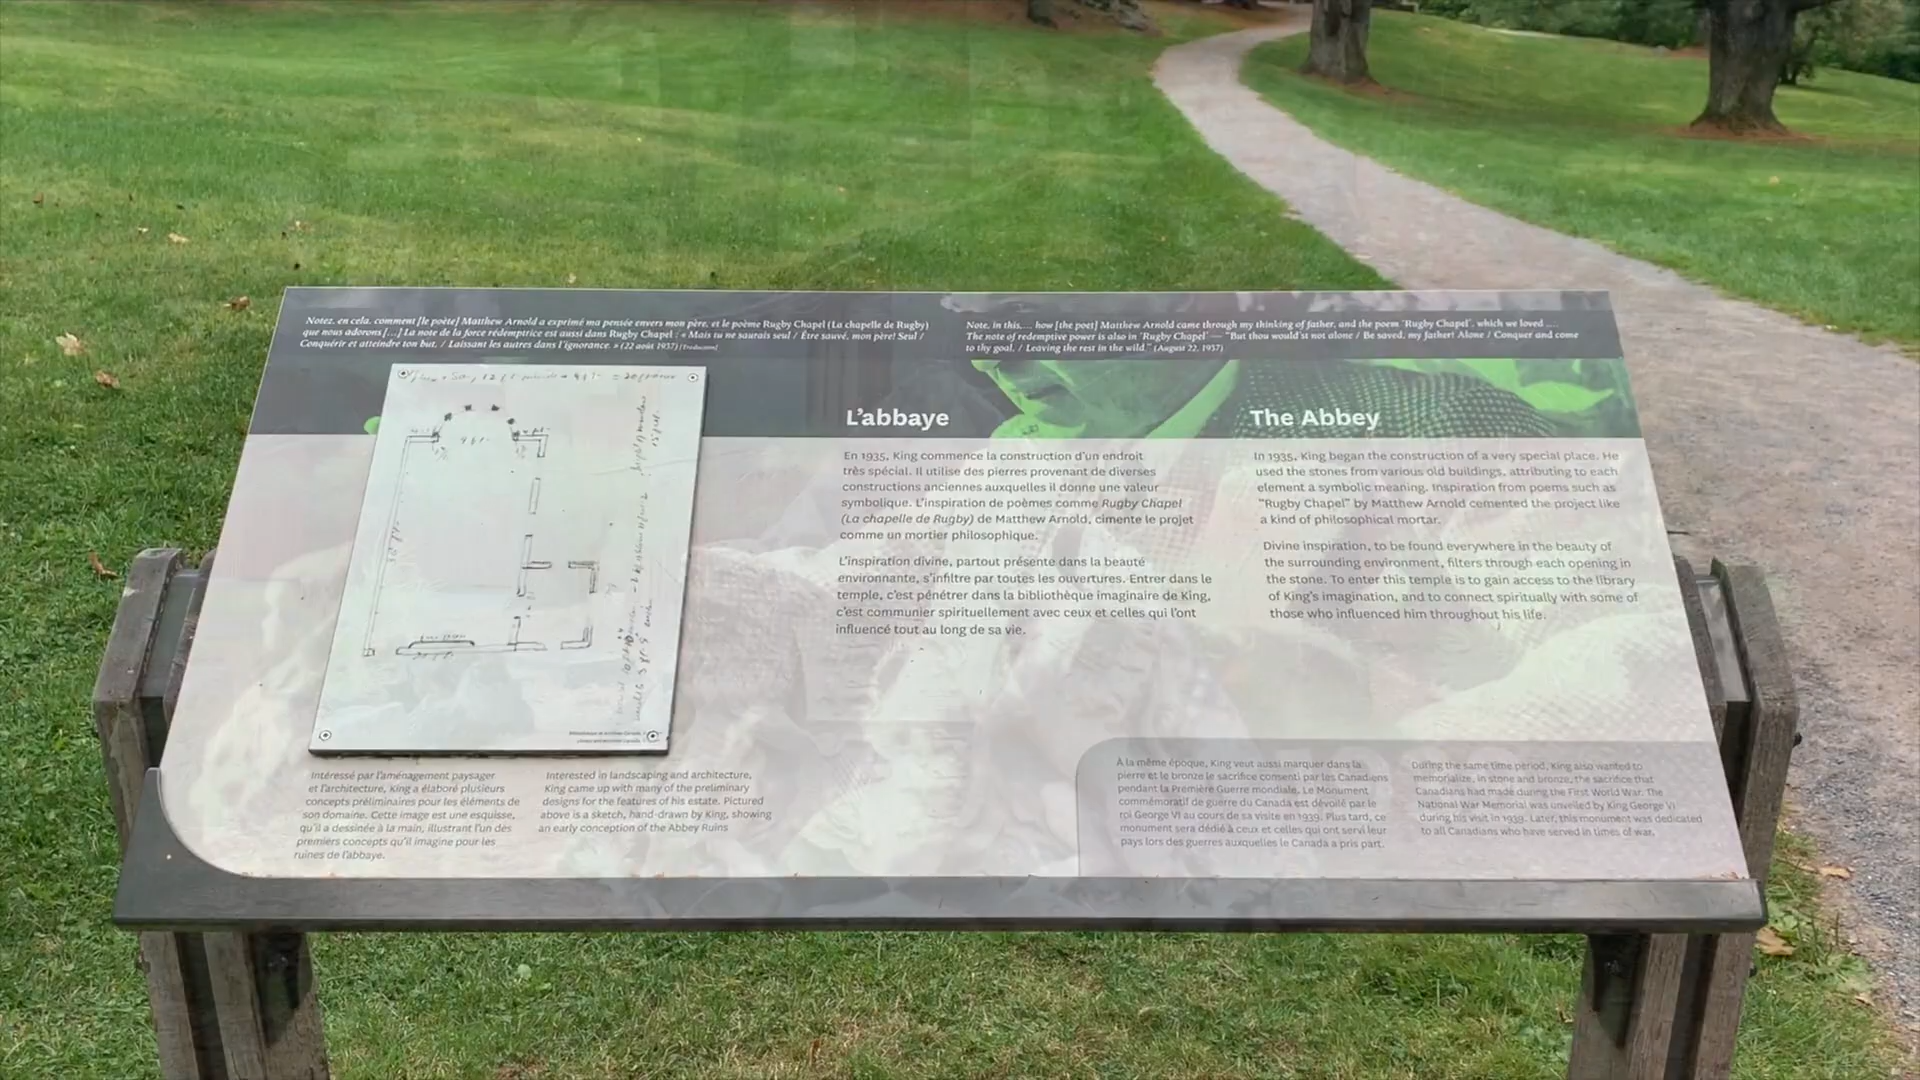 Notez, en cela, comment [le poète] Matthew Arnold a exprimé ma pensée envers mon père, et le poème Rugby Chapel (La chapelle de Rugby)
que nous adorons [...] La note de la force rédemptrice est aussi dans Rugby Chapel : « Mais tu ne saurais seul / Être sauvé, mon père! Seul /
Conquérir et atteindre ton but, / Laissant les autres dans l'ignorance. » (22 août 1937) [Traduction]
Note, in this, ... how [the poet] Matthew Arnold came through my thinking of father, and the poem 'Rugby Chapel', which we loved ....
The note of redemptive power is also in 'Rugby Chapel' — "But thou would'st not alone / Be saved, my father! Alone / Conquer and come
to thy goal, / Leaving the rest in the wild." (August 22, 1937)
L'abbaye
En 1935, King commence la construction d'un endroit
très spécial. Il utilise des pierres provenant de diverses
constructions anciennes auxquelles il donne une valeur
symbolique. L'inspiration de poèmes comme Rugby Chapel
(La chapelle de Rugby) de Matthew Arnold, cimente le projet
comme un mortier philosophique.
L'inspiration divine, partout présente dans la beauté
environnante, s'infiltre par toutes les ouvertures. Entrer dans le
temple, c'est pénétrer dans la bibliothèque imaginaire de King,
c'est communier spirituellement avec ceux et celles qui l'ont
influencé tout au long de sa vie.
The Abbey
In 1935, King began the construction of a very special place. He
used the stones from various old buildings, attributing to each
element a symbolic meaning. Inspiration from poems such as
"Rugby Chapel" by Matthew Arnold cemented the project like
a kind of philosophical mortar.
Divine inspiration, to be found everywhere in the beauty of
the surrounding environment, filters through each opening in
the stone. To enter this temple is to gain access to the library
of King's imagination, and to connect spiritually with some of
those who influenced him throughout his life.
Bibliothèque et Archives Canada
Library and Archives Canada
Intéressé par l'aménagement paysager
et l'architecture, King a élaboré plusieurs
concepts préliminaires pour les éléments de
son domaine. Cette image est une esquisse,
qu'il a dessinée à la main, illustrant l'un des
premiers concepts qu'il imagine pour les
ruines de l'abbaye.
Interested in landscaping and architecture,
King came up with many of the preliminary
designs for the features of his estate. Pictured
above is a sketch, hand-drawn by King, showing
an early conception of the Abbey Ruins
À la même époque, King veut aussi marquer dans la
pierre et le bronze le sacrifice consenti par les Canadiens
pendant la Première Guerre mondiale. Le Monument
commémoratif de guerre du Canada est dévoilé par le
roi George VI au cours de sa visite en 1939. Plus tard, ce
monument sera dédié à ceux et celles qui ont servi leur
pays lors des guerres auxquelles le Canada a pris part.
During the same time period, King also wanted to
memorialize, in stone and bronze, the sacrifice that
Canadians had made during the First World War. The
National War Memorial was unveiled by King George VI
during his visit in 1939. Later, this monument was dedicated
to all Canadians who have served in times of war.